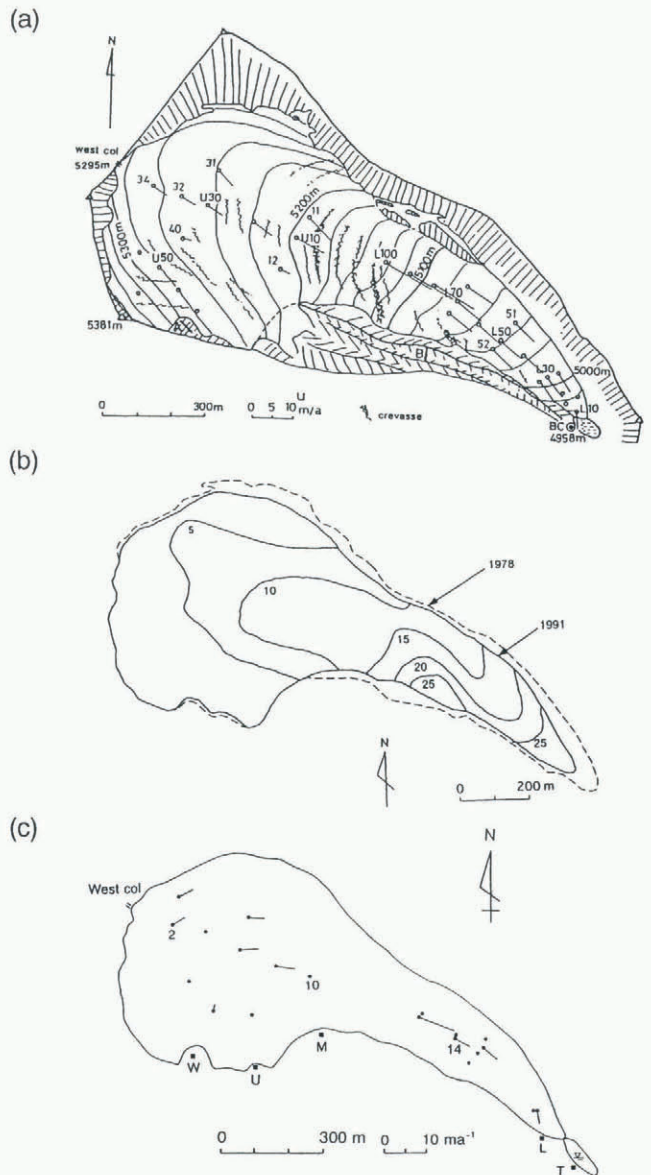 (a)
N
west col
5295m
34
32
31
U30
5200m
11
40
U10
L100
5100m
5300m
U50
12
L70
51
L50
52
B
5381m
L30
5000m
L10
BC
4958m
U
0 300m 0 5 10 m/a
crevasse
(b)
5
1978
10
1991
15
20
25
25
N
0 200 m
(c)
N
West col
2
10
14
M
W
U
L
T
0 300 m 0 10 ma⁻¹